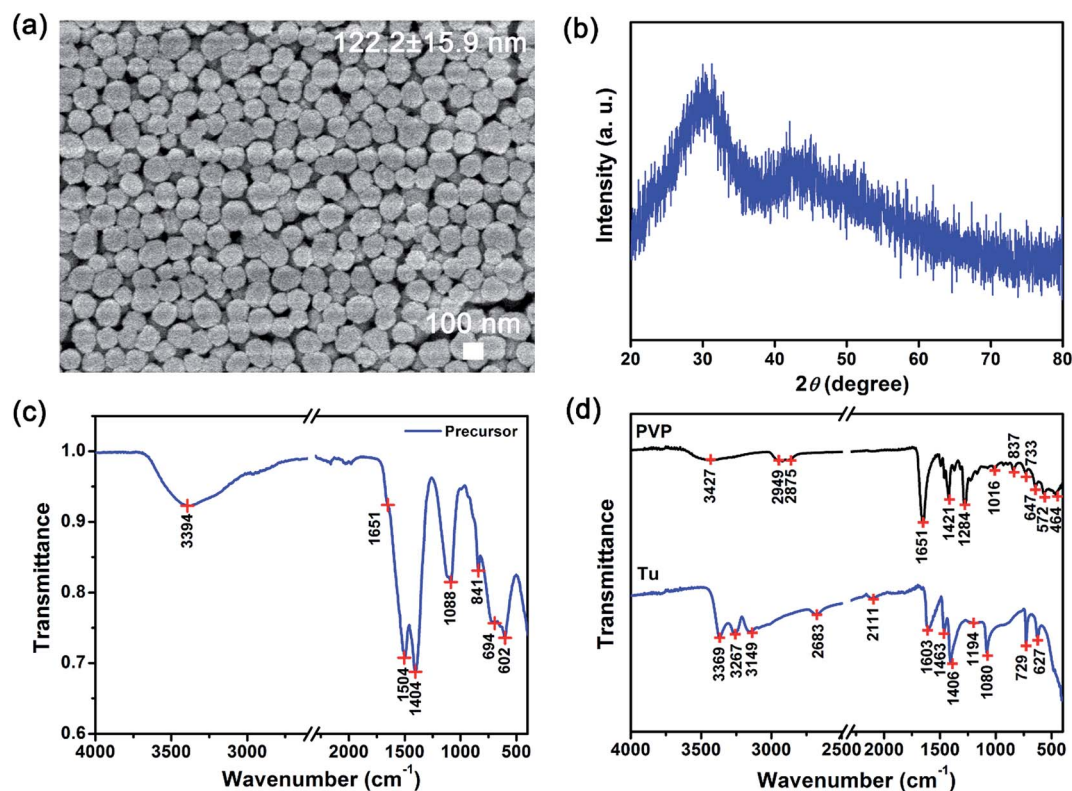 (a)
122.2±15.9 nm
100 nm
(b)
Intensity (a. u.)
20 30 40 50 60 70 80
2θ (degree)
(c)
Precursor
Transmittance
1.0
0.9
0.8
0.7
0.6
3394
1651
1504
1404
1088
841
694
602
4000 3500 3000 2000 1500 1000 500
Wavenumber (cm⁻¹)
(d)
PVP
Transmittance
3427
2949
2875
1651
1421
1284
1016
837
733
647
572
464
Tu
3369
3267
3149
2683
2111
1603
1463
1406
1194
1080
729
627
4000 3500 3000 2500 2000 1500 1000 500
Wavenumber (cm⁻¹)